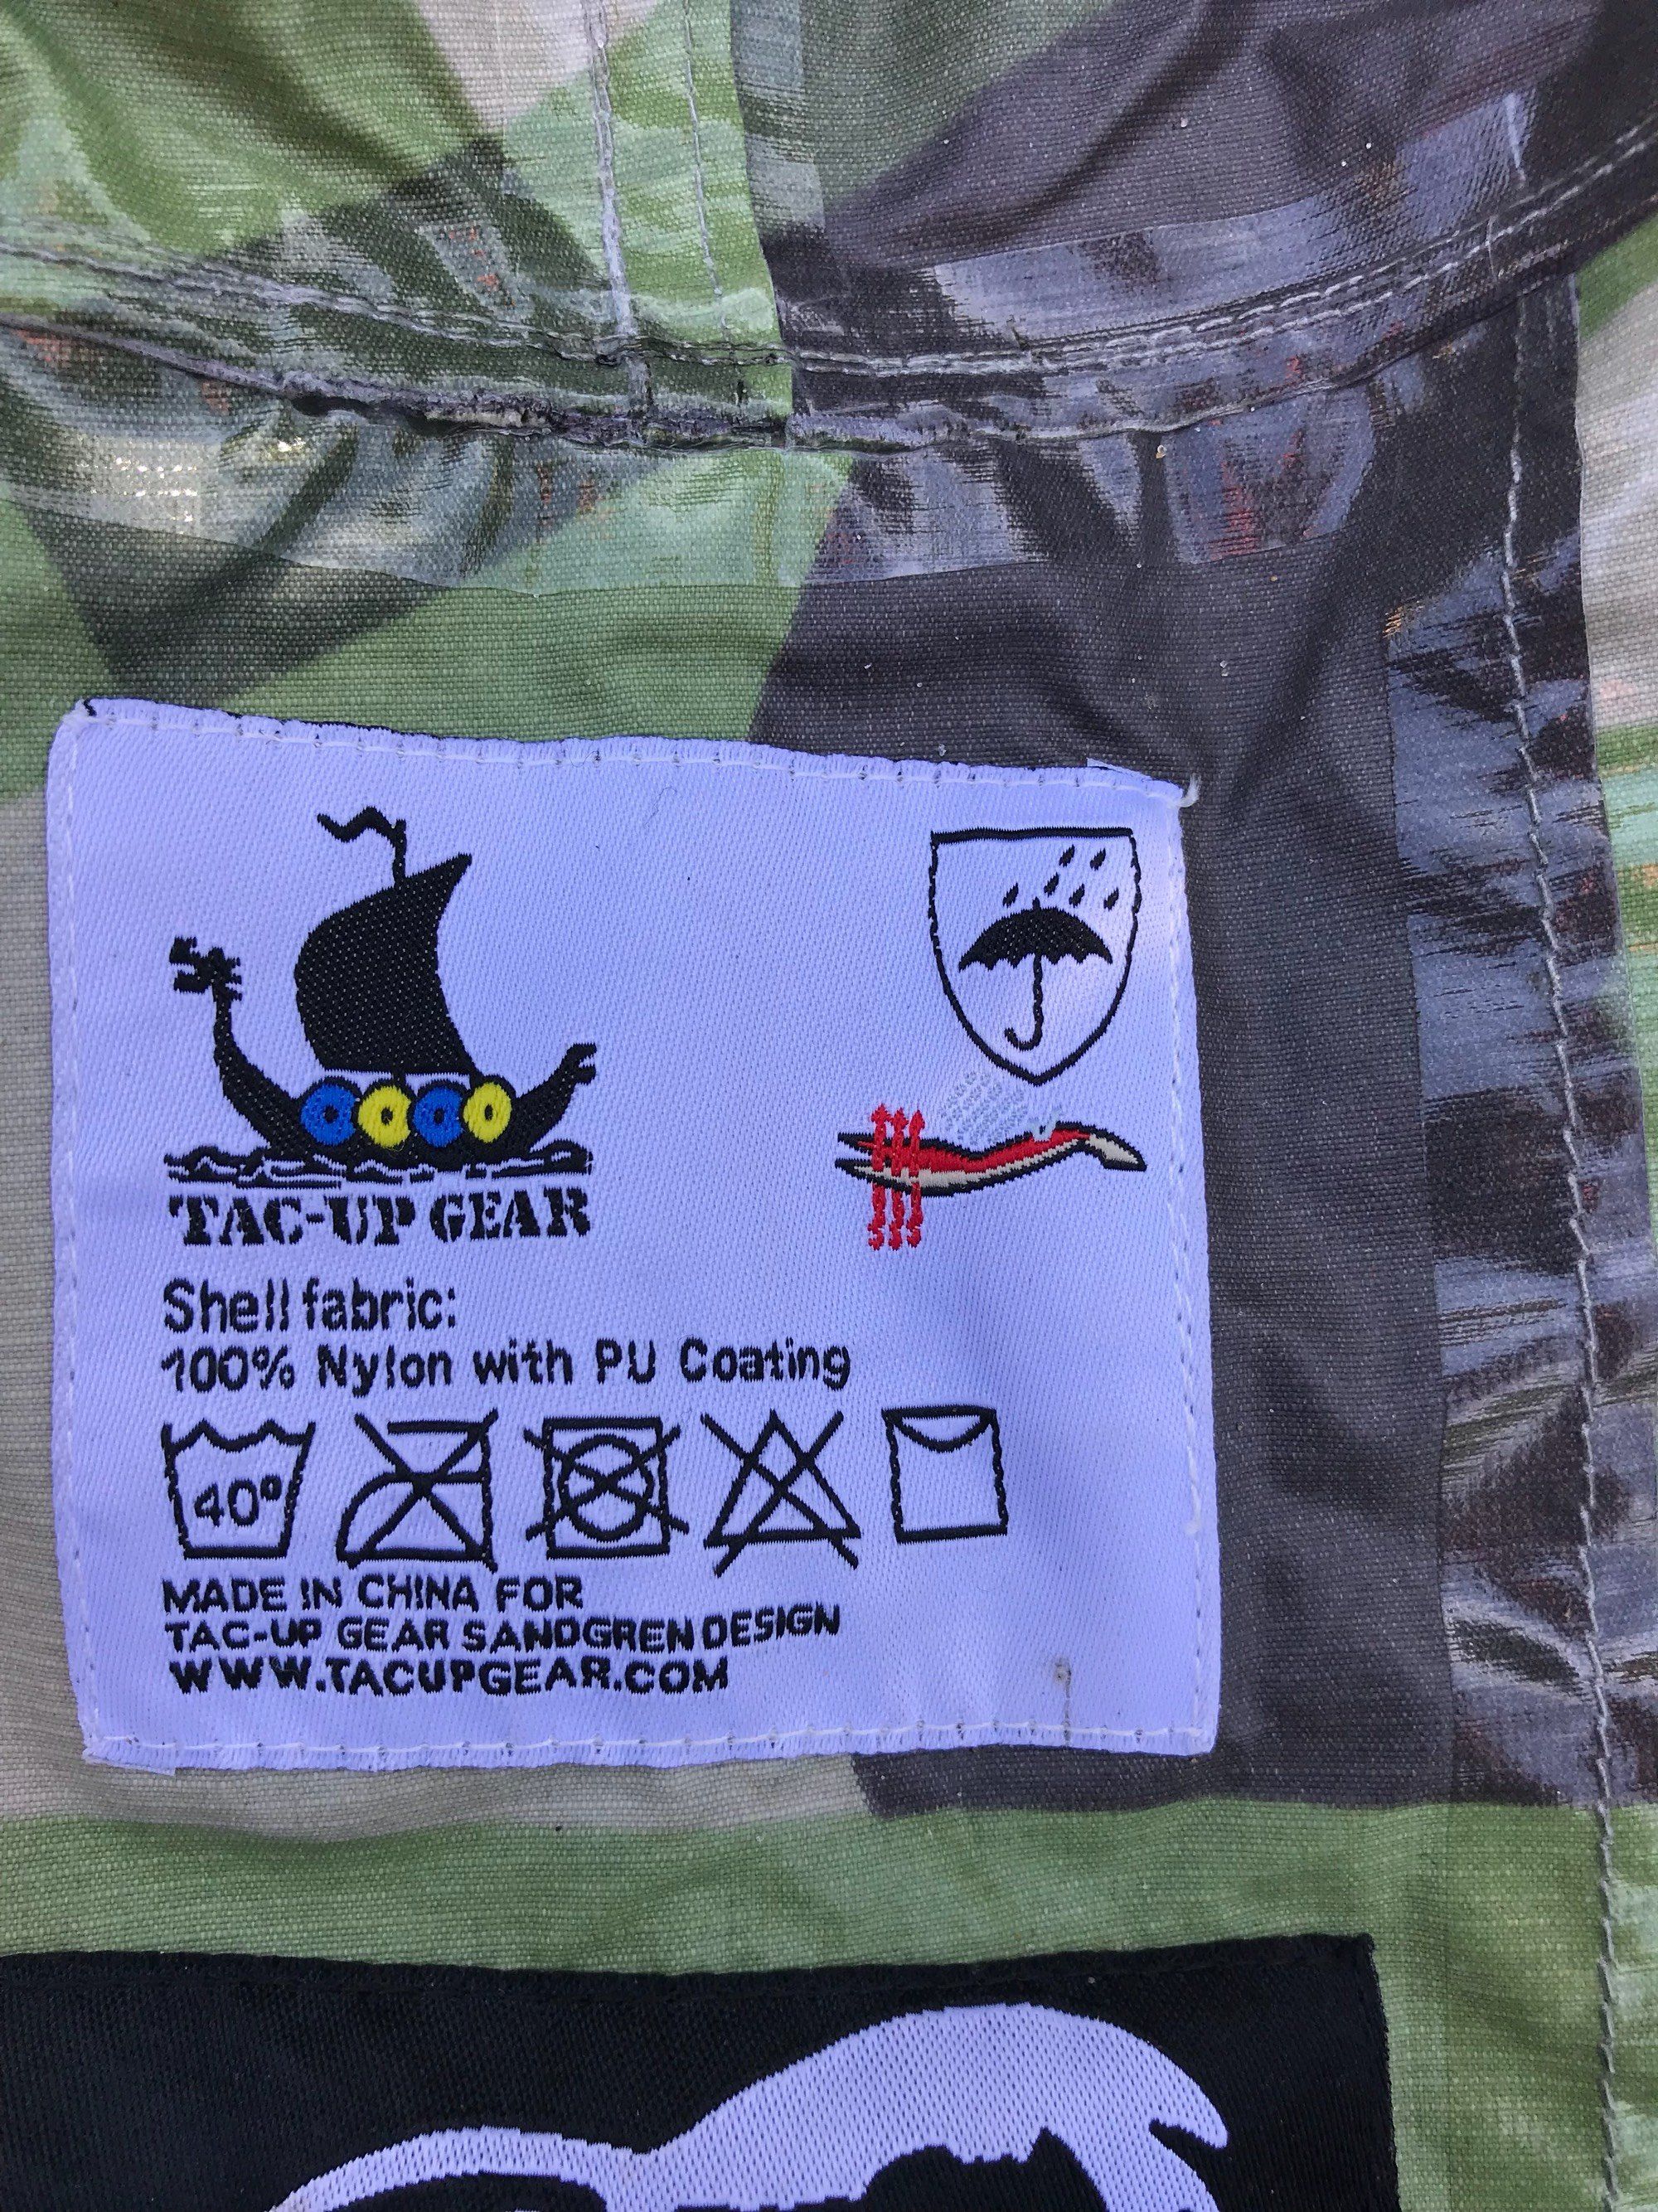 TAC-UP GEAR
Shell fabric:
100% Nylon with PU Coating
40°
MADE IN CHINA FOR
TAC-UP GEAR SANDGREN DESIGN
WWW.TACUPGEAR.COM